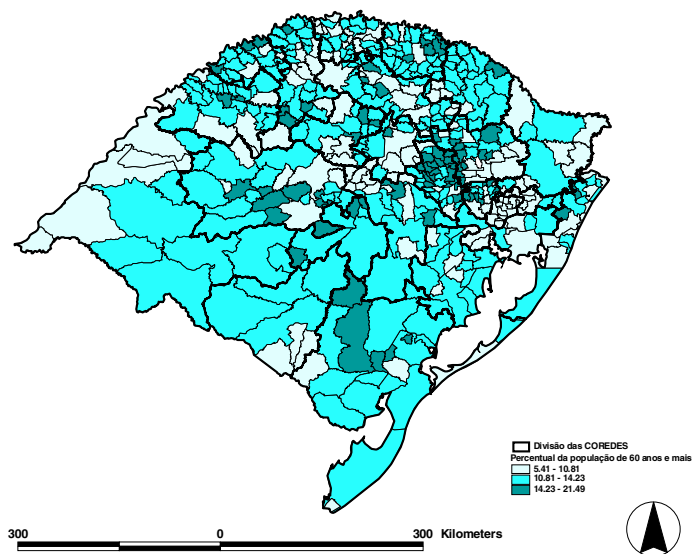 Divisão das COREDES
Percentual da população de 60 anos e mais
5.41 - 10.81
10.81 - 14.23
14.23 - 21.49
300 0 300 Kilometers